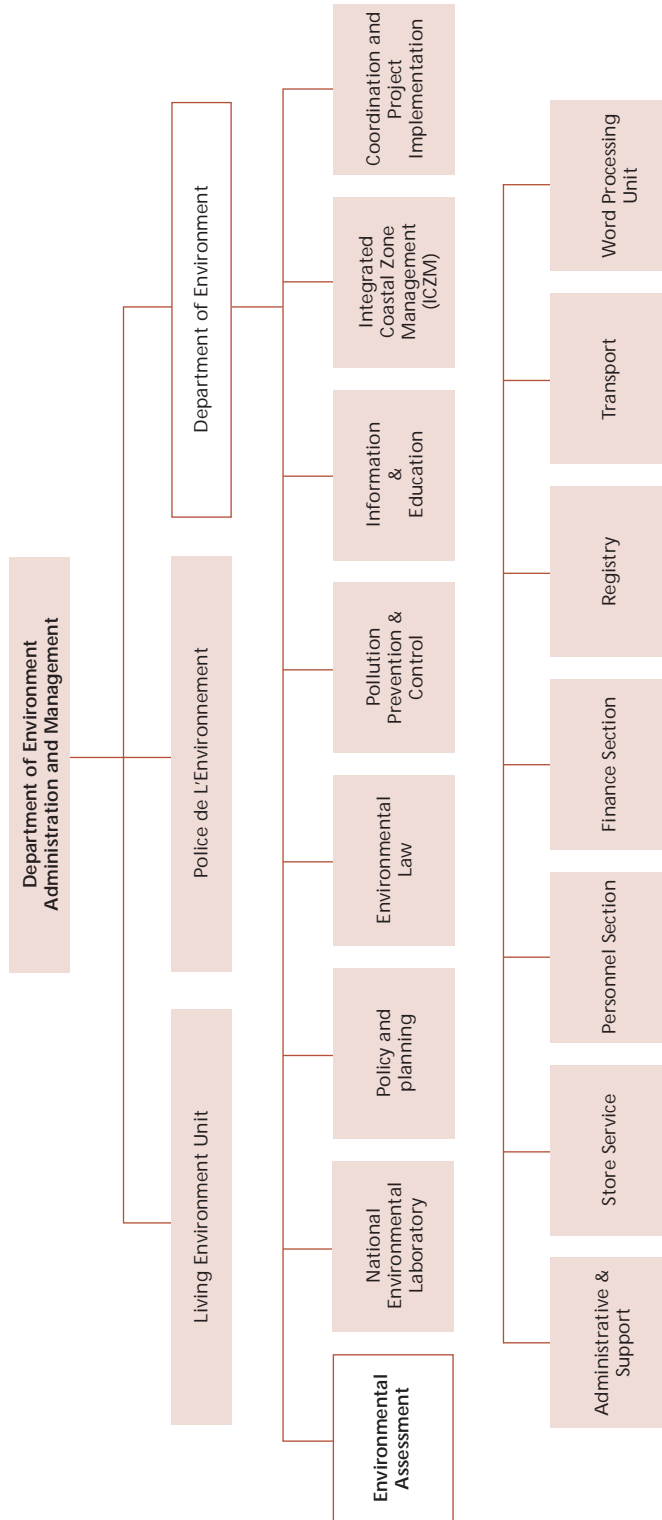 Department of Environment
Administration and Management
Living Environment Unit
Police de L'Environnement
Department of Environment
Environmental
Assessment
National
Environmental
Laboratory
Policy and
planning
Environmental
Law
Pollution
Prevention &
Control
Information
&
Education
Integrated
Coastal Zone
Management
(ICZM)
Coordination and
Project
Implementation
Administrative &
Support
Store Service
Personnel Section
Finance Section
Registry
Transport
Word Processing
Unit